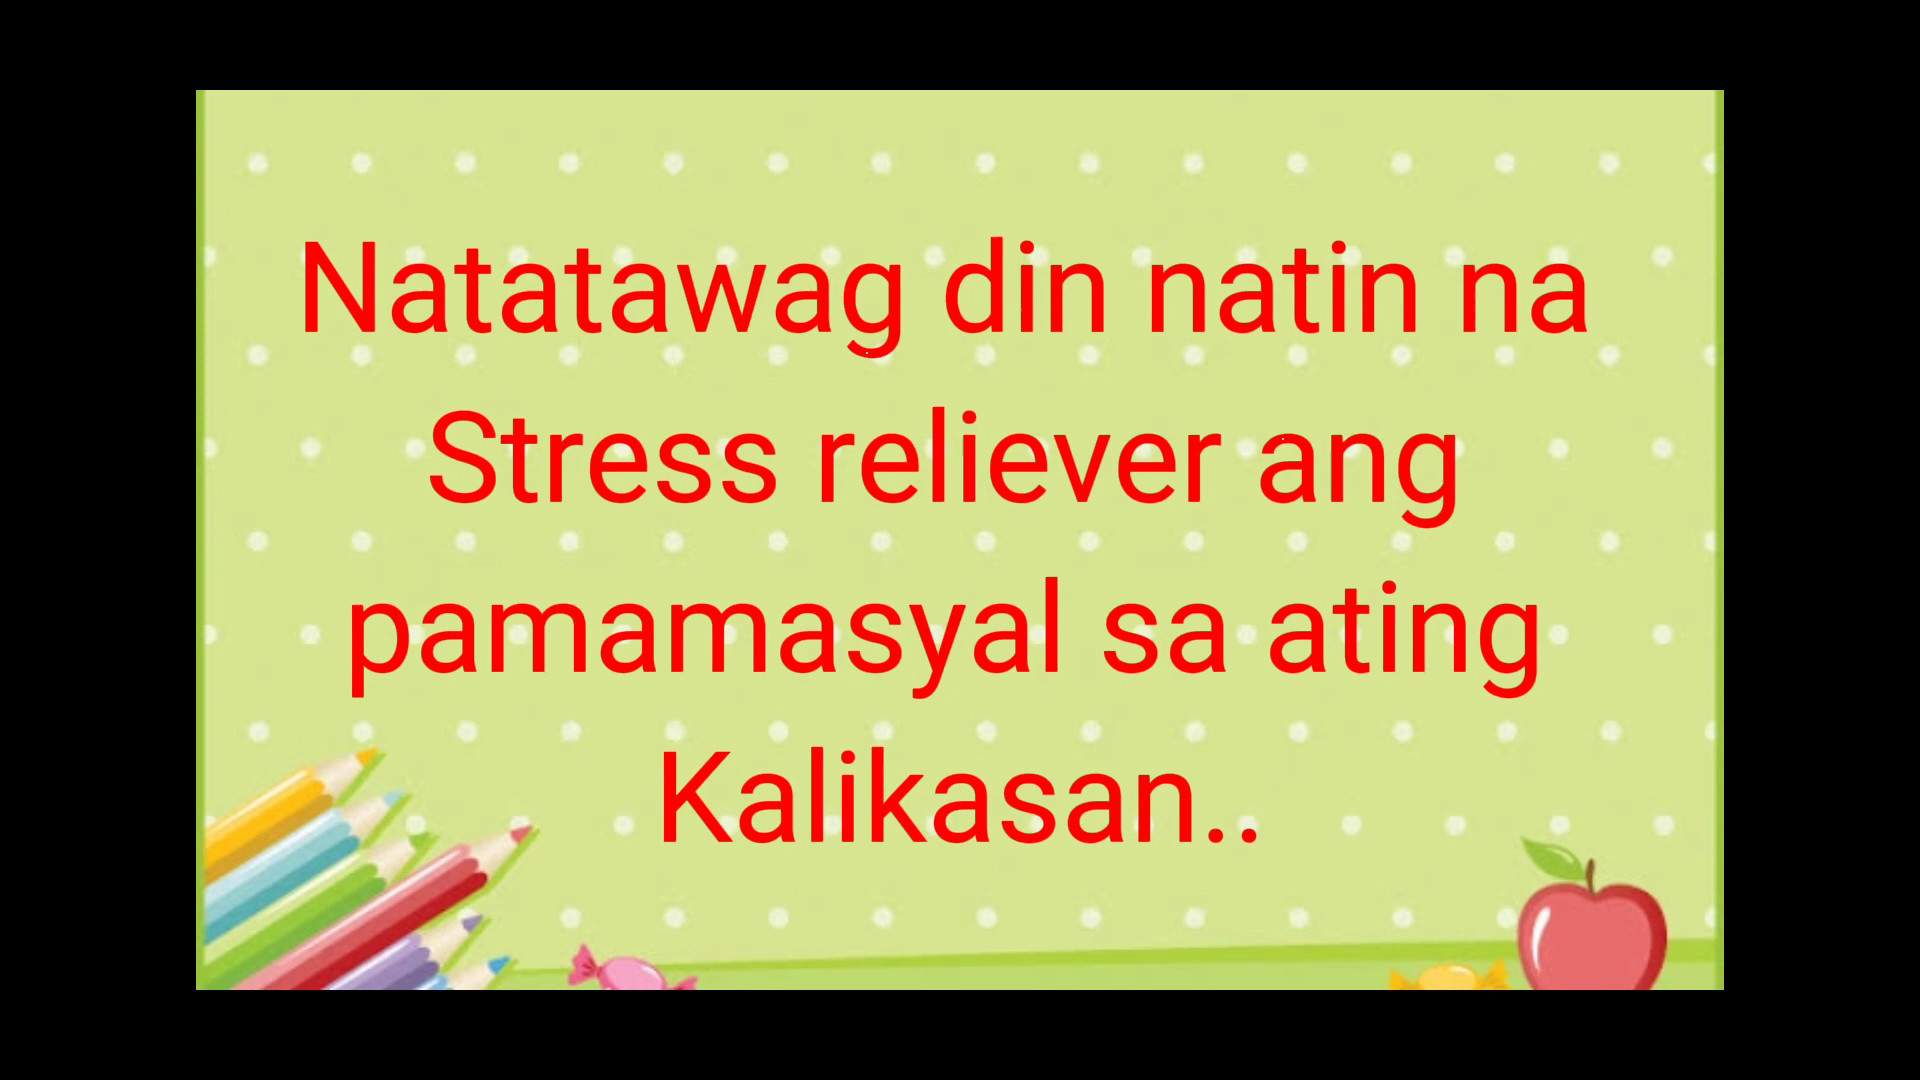 Natatawag din natin na
Stress reliever ang
pamamasyal sa ating
Kalikasan..